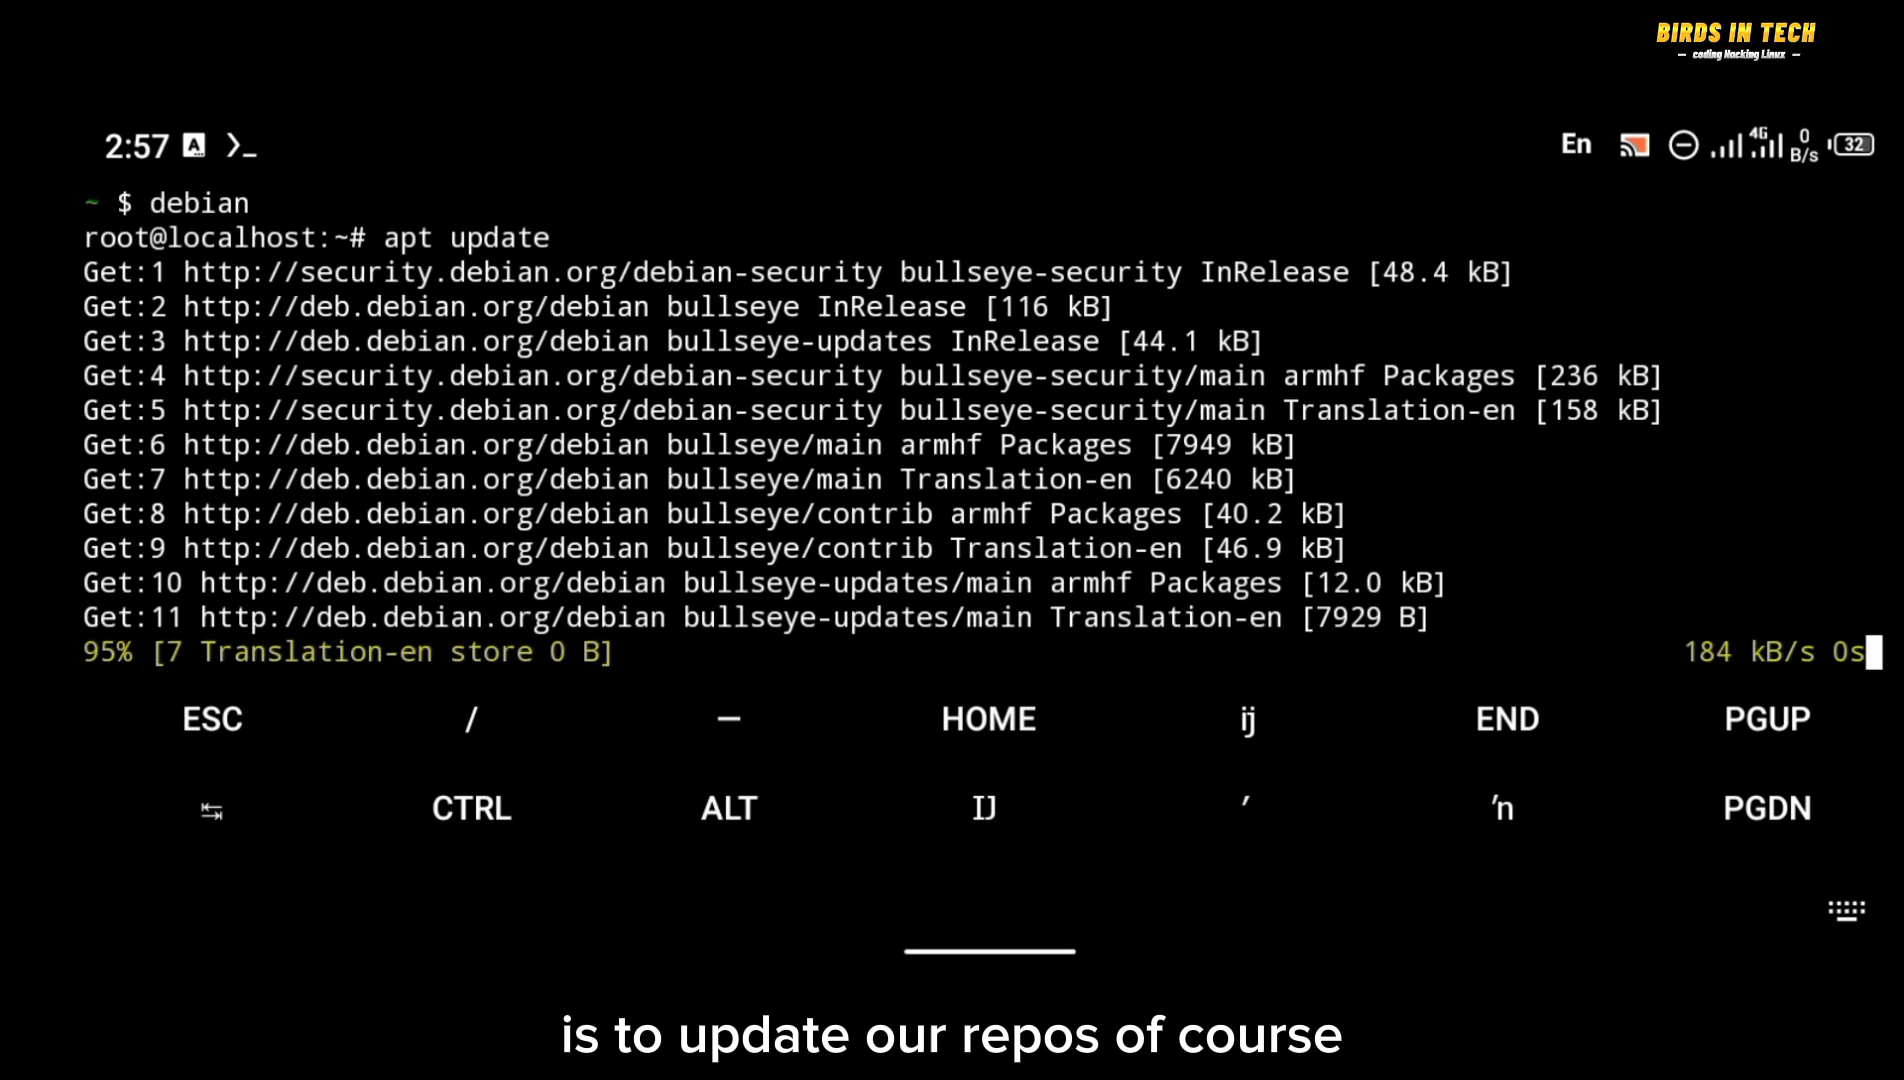 BIRDS IN TECH
— coding Hacking Linux —
2:57 A >_ En 4G 0 B/s 32
~ $ debian
root@localhost:~# apt update
Get:1 http://security.debian.org/debian-security bullseye-security InRelease [48.4 kB]
Get:2 http://deb.debian.org/debian bullseye InRelease [116 kB]
Get:3 http://deb.debian.org/debian bullseye-updates InRelease [44.1 kB]
Get:4 http://security.debian.org/debian-security bullseye-security/main armhf Packages [236 kB]
Get:5 http://security.debian.org/debian-security bullseye-security/main Translation-en [158 kB]
Get:6 http://deb.debian.org/debian bullseye/main armhf Packages [7949 kB]
Get:7 http://deb.debian.org/debian bullseye/main Translation-en [6240 kB]
Get:8 http://deb.debian.org/debian bullseye/contrib armhf Packages [40.2 kB]
Get:9 http://deb.debian.org/debian bullseye/contrib Translation-en [46.9 kB]
Get:10 http://deb.debian.org/debian bullseye-updates/main armhf Packages [12.0 kB]
Get:11 http://deb.debian.org/debian bullseye-updates/main Translation-en [7929 B]
95% [7 Translation-en store 0 B] 184 kB/s 0s
ESC / — HOME ĳ END PGUP
↹ CTRL ALT Ĳ ′ ŉ PGDN
is to update our repos of course